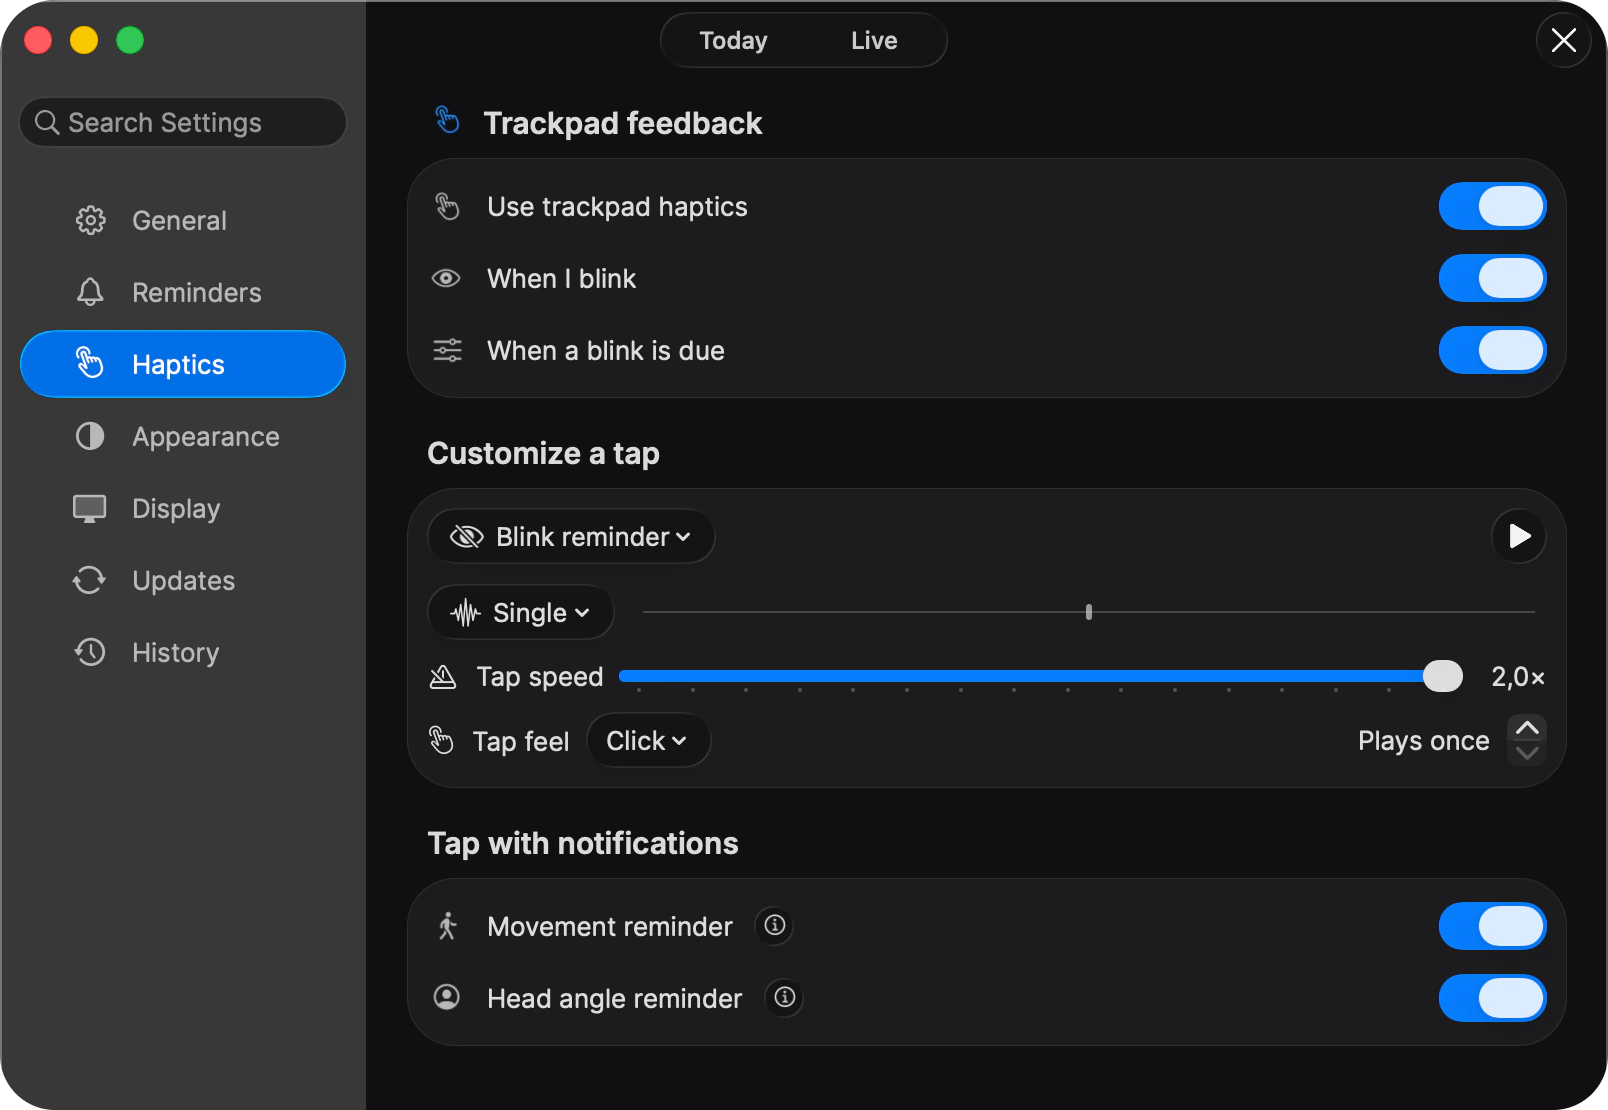 Today Live
Search Settings
General
Reminders
Haptics
Appearance
Display
Updates
History
Trackpad feedback
Use trackpad haptics
When I blink
When a blink is due
Customize a tap
Blink reminder
Single
Tap speed 2,0×
Tap feel Click Plays once
Tap with notifications
Movement reminder
Head angle reminder